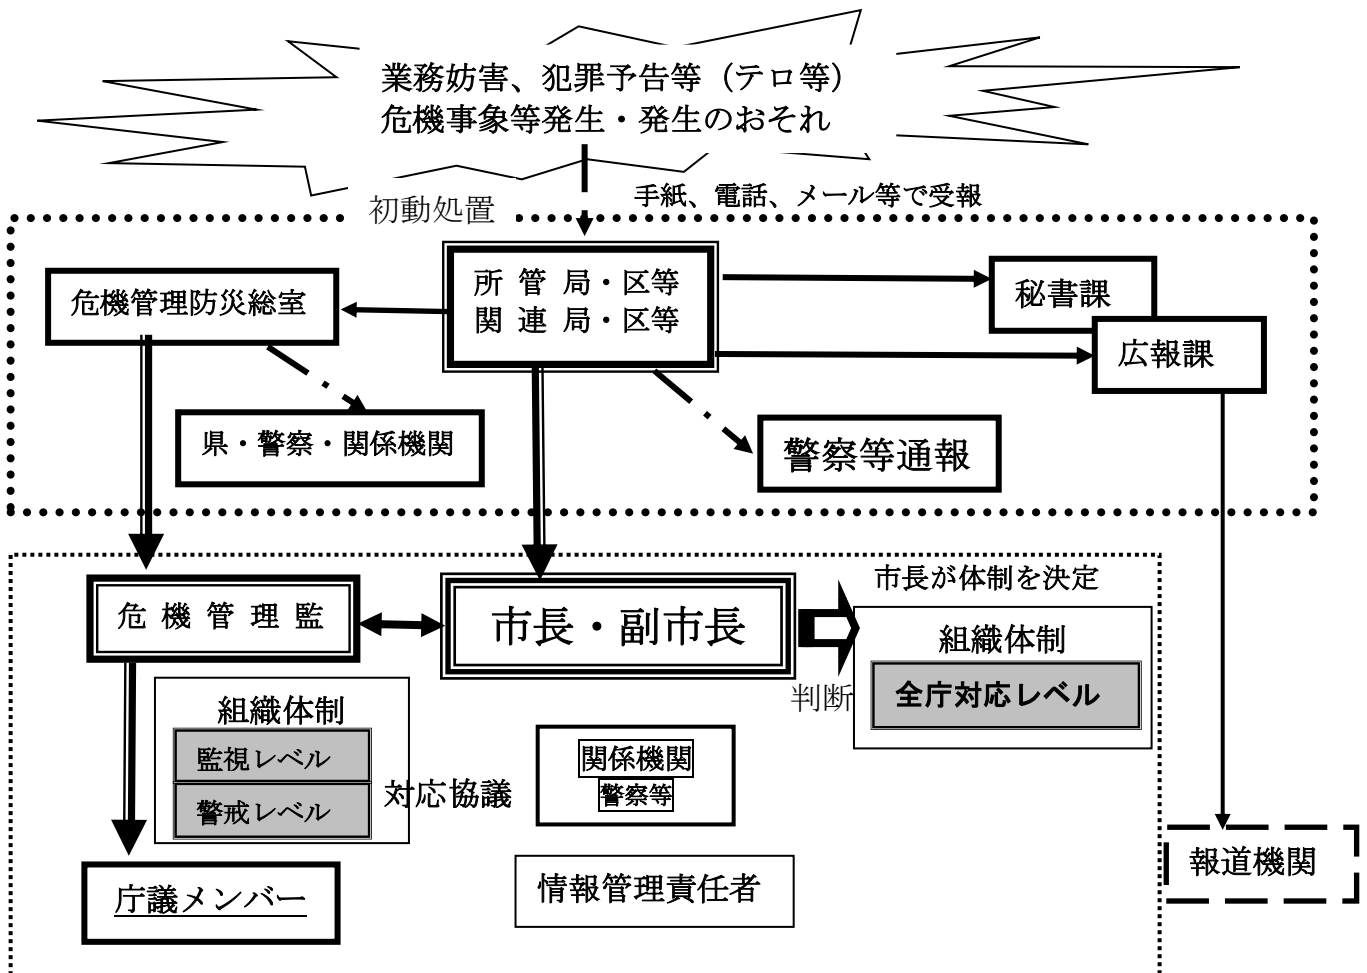 業務妨害、犯罪予告等（テロ等）
危機事象等発生・発生のおそれ
手紙、電話、メール等で受報
初動処置
所 管 局・区等
関 連 局・区等
危機管理防災総室
秘書課
広報課
県・警察・関係機関
警察等通報
市長が体制を決定
危 機 管 理 監
市長・副市長
組織体制
全庁対応レベル
判断
組織体制
監視レベル
警戒レベル
対応協議
関係機関
警察等
報道機関
庁議メンバー
情報管理責任者